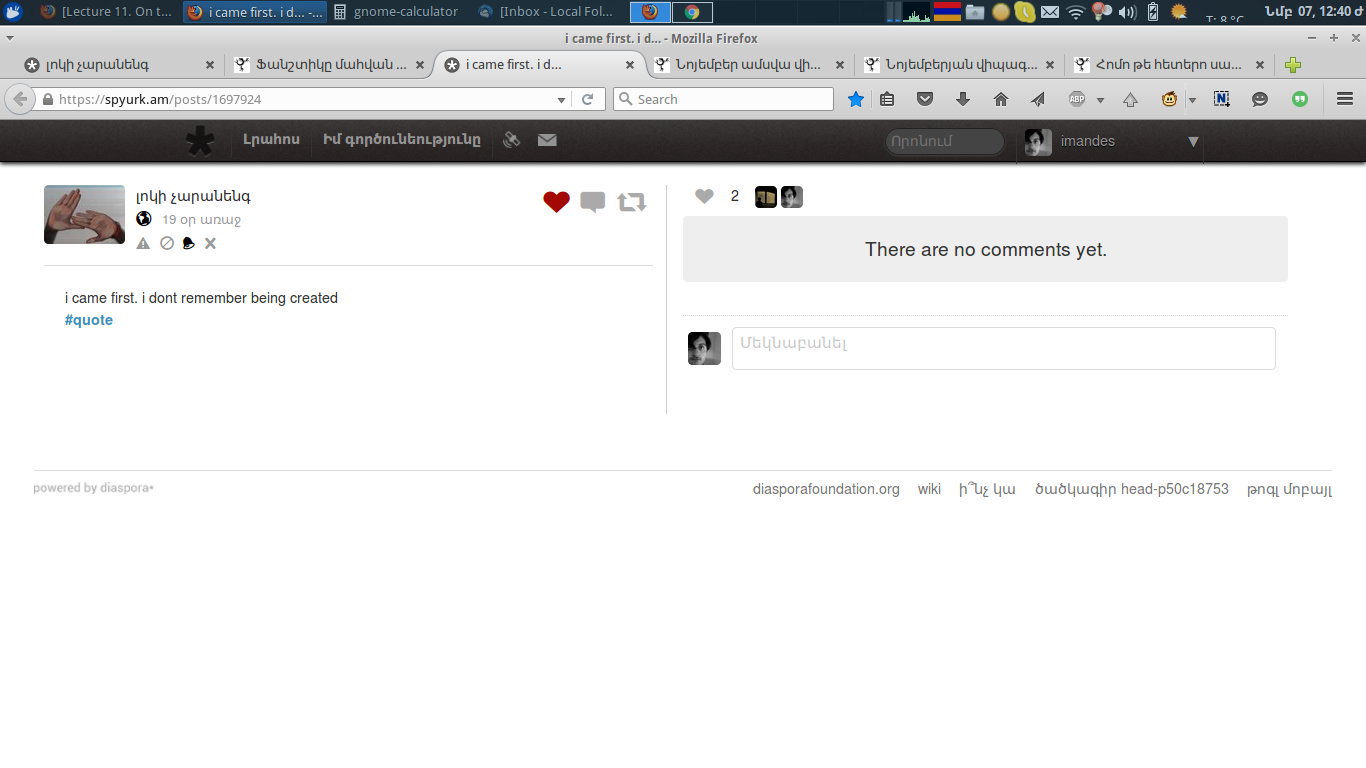 [Lecture 11. On t...
i came first. i d... -...
gnome-calculator
[Inbox - Local Fol...
T: 8 °C
Նմբ 07, 12:40 Ժ
i came first. i d... - Mozilla Firefox
լոկի չարանենգ
Ֆանշտիկը մահվան ...
i came first. i d...
Նոյեմբեր ամսվա վի...
Նոյեմբերյան վիպագ...
Հոմո թե հետերո սա...
https://spyurk.am/posts/1697924
Search
ABP
Լրահոս
Իմ գործունեությունը
Որոնում
imandes
լոկի չարանենգ
19 օր առաջ
2
There are no comments yet.
i came first. i dont remember being created
#quote
Մեկնաբանել
powered by diaspora*
diasporafoundation.org
wiki
ի՞նչ կա
ծածկագիր head-p50c18753
թոգլ մոբայլ